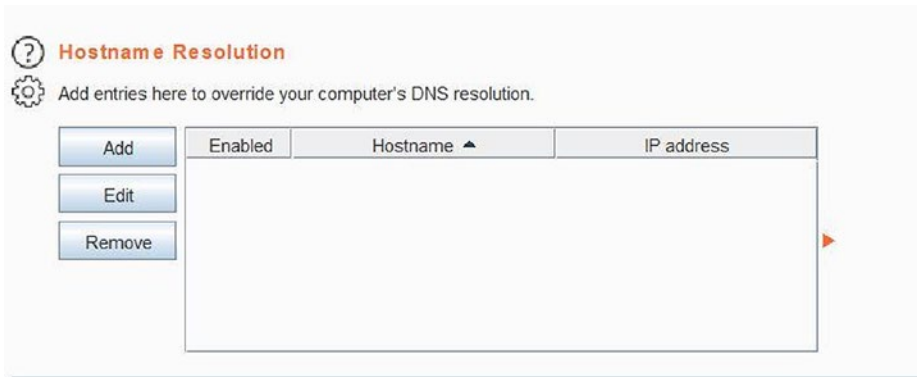 Hostname Resolution
Add entries here to override your computer's DNS resolution.
Add
Enabled Hostname IP address
Edit
Remove